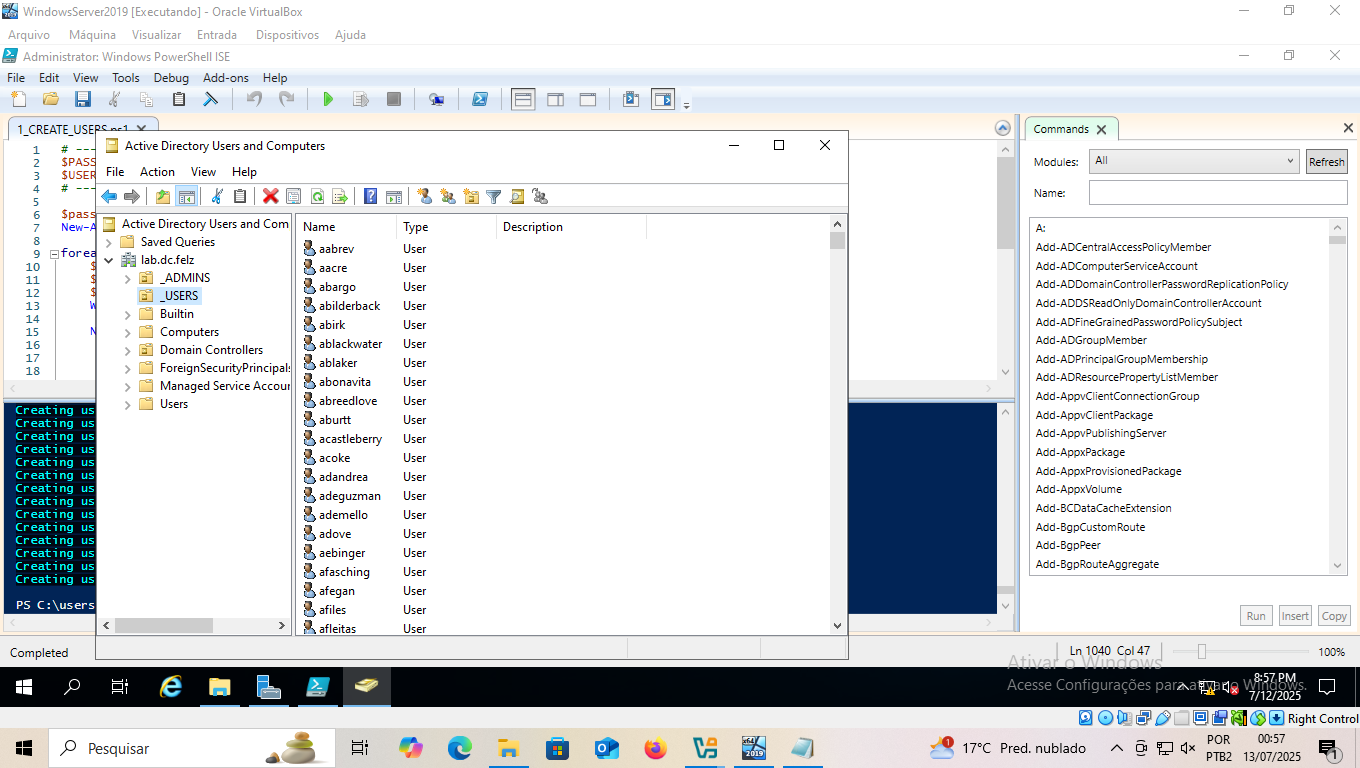 WindowsServer2019 [Executando] - Oracle VirtualBox
Arquivo Máquina Visualizar Entrada Dispositivos Ajuda
Administrator: Windows PowerShell ISE
File Edit View Tools Debug Add-ons Help
1_CREATE_USERS.ps1
1 # ---
2 $PASS
3 $USER
4 # ---
5
6 $pass
7 New-A
8
9 forea
10 $
11 $
12 $
13 W
14
15 N
16
17
18
Active Directory Users and Computers
File Action View Help
Active Directory Users and Com
Saved Queries
lab.dc.felz
_ADMINS
_USERS
Builtin
Computers
Domain Controllers
ForeignSecurityPrincipals
Managed Service Accour
Users
Name Type Description
aabrev User
aacre User
abargo User
abilderback User
abirk User
ablackwater User
ablaker User
abonavita User
abreedlove User
aburtt User
acastleberry User
acoke User
adandrea User
adeguzman User
ademello User
adove User
aebinger User
afasching User
afegan User
afiles User
afleitas User
Creating us
Creating us
Creating us
Creating us
Creating us
Creating us
Creating us
Creating us
Creating us
Creating us
Creating us
Creating us
Creating us
Creating us
PS C:\users
Commands
Modules: All Refresh
Name:
A:
Add-ADCentralAccessPolicyMember
Add-ADComputerServiceAccount
Add-ADDomainControllerPasswordReplicationPolicy
Add-ADDSReadOnlyDomainControllerAccount
Add-ADFineGrainedPasswordPolicySubject
Add-ADGroupMember
Add-ADPrincipalGroupMembership
Add-ADResourcePropertyListMember
Add-AppvClientConnectionGroup
Add-AppvClientPackage
Add-AppvPublishingServer
Add-AppxPackage
Add-AppxProvisionedPackage
Add-AppxVolume
Add-BCDataCacheExtension
Add-BgpCustomRoute
Add-BgpPeer
Add-BgpRouteAggregate
Run Insert Copy
Completed
Ln 1040 Col 47
100%
Ativar o Windows
Acesse Configurações para ativar o Windows.
8:57 PM
7/12/2025
Right Control
Pesquisar
x64
2019
1
17°C Pred. nublado
POR
PTB2
00:57
13/07/2025
1